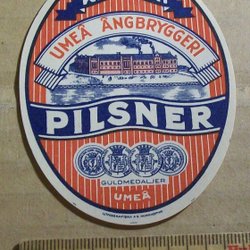 UMEÅ ÅNGBRYGGERI
PILSNER
GULDMEDALJER
UMEÅ